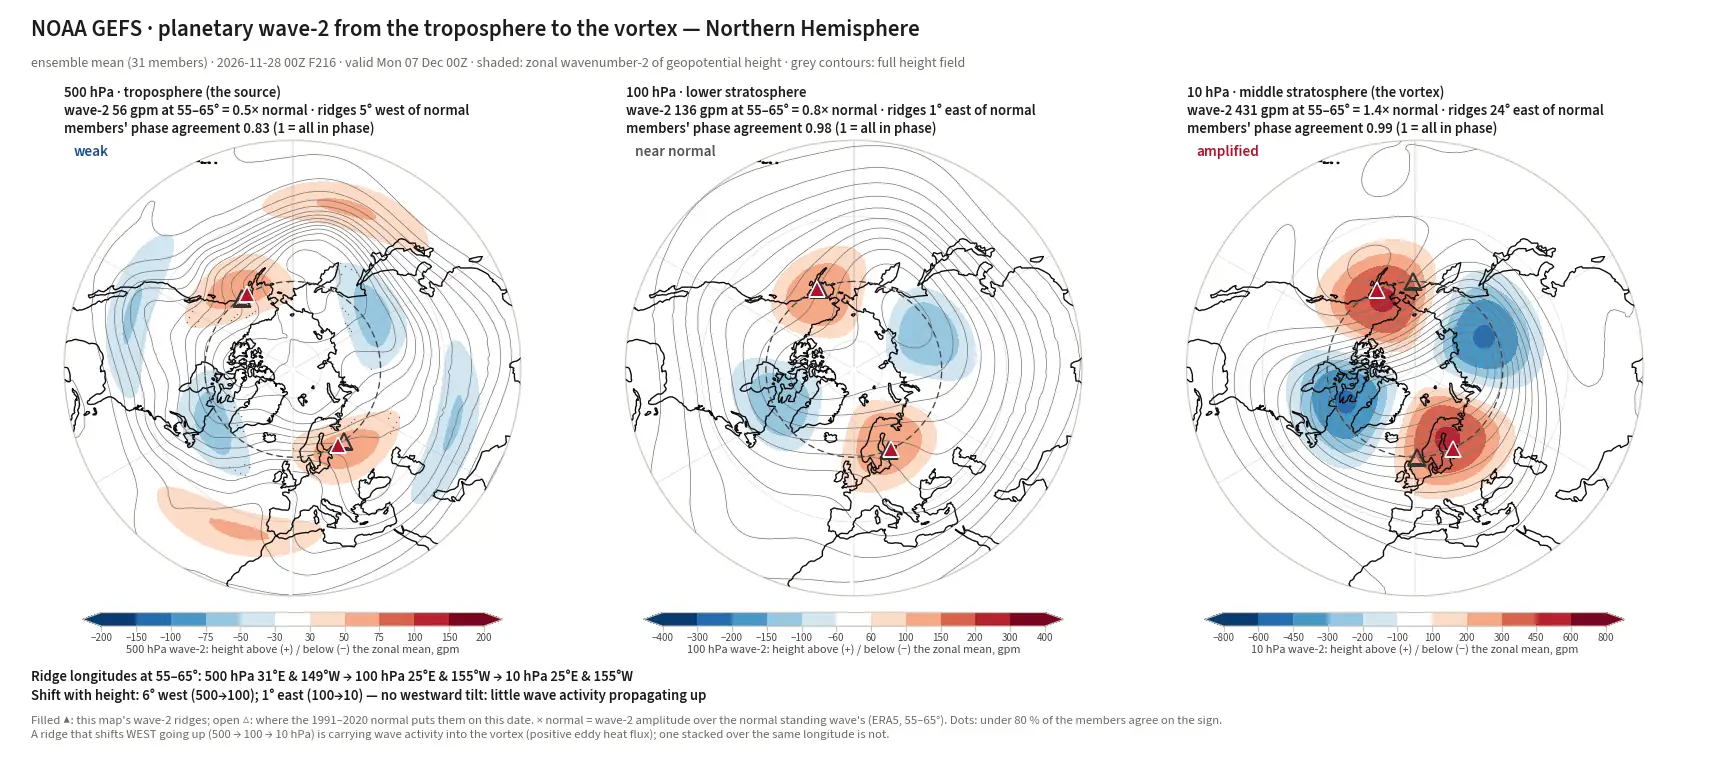 NOAA GEFS · planetary wave-2 from the troposphere to the vortex — Northern Hemisphere
ensemble mean (31 members) · 2026-11-28 00Z F216 · valid Mon 07 Dec 00Z · shaded: zonal wavenumber-2 of geopotential height · grey contours: full height field
500 hPa · troposphere (the source)
wave-2 56 gpm at 55–65° = 0.5× normal · ridges 5° west of normal
members' phase agreement 0.83 (1 = all in phase)
weak
100 hPa · lower stratosphere
wave-2 136 gpm at 55–65° = 0.8× normal · ridges 1° east of normal
members' phase agreement 0.98 (1 = all in phase)
near normal
10 hPa · middle stratosphere (the vortex)
wave-2 431 gpm at 55–65° = 1.4× normal · ridges 24° east of normal
members' phase agreement 0.99 (1 = all in phase)
amplified
−200 −150 −100 −75 −50 −30 30 50 75 100 150 200
500 hPa wave-2: height above (+) / below (−) the zonal mean, gpm
−400 −300 −200 −150 −100 −60 60 100 150 200 300 400
100 hPa wave-2: height above (+) / below (−) the zonal mean, gpm
−800 −600 −450 −300 −200 −100 100 200 300 450 600 800
10 hPa wave-2: height above (+) / below (−) the zonal mean, gpm
Ridge longitudes at 55–65°: 500 hPa 31°E & 149°W → 100 hPa 25°E & 155°W → 10 hPa 25°E & 155°W
Shift with height: 6° west (500→100); 1° east (100→10) — no westward tilt: little wave activity propagating up
Filled ▲: this map's wave-2 ridges; open △: where the 1991–2020 normal puts them on this date. × normal = wave-2 amplitude over the normal standing wave's (ERA5, 55–65°). Dots: under 80 % of the members agree on the sign.
A ridge that shifts WEST going up (500 → 100 → 10 hPa) is carrying wave activity into the vortex (positive eddy heat flux); one stacked over the same longitude is not.